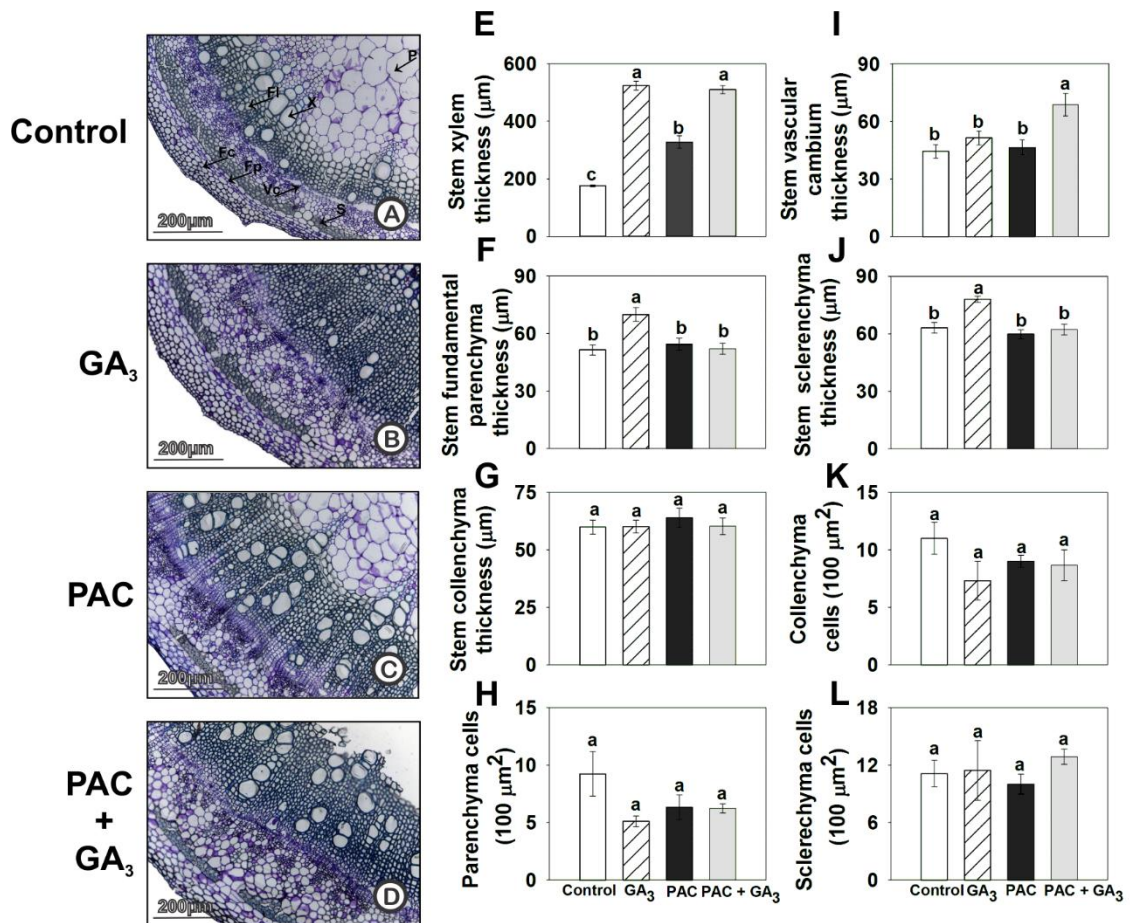 Control
GA3
PAC
PAC
+
GA3
P
Fi
X
Fc
Fp
Vc
S
200µm
A
200µm
B
200µm
C
200µm
D
E
Stem xylem
thickness (µm)
600
400
200
0
c
a
b
a
F
Stem fundamental
parenchyma
thickness (µm)
90
60
30
0
b
a
b
b
G
Stem collenchyma
thickness (µm)
75
50
25
0
a
a
a
a
H
Parenchyma cells
(100 µm2)
15
10
5
0
a
a
a
a
Control GA3 PAC PAC + GA3
I
Stem vascular
cambium
thickness (µm)
90
60
30
0
b
b
b
a
J
Stem sclerenchyma
thickness (µm)
90
60
30
0
b
a
b
b
K
Collenchyma
cells (100 µm2)
15
10
5
0
a
a
a
a
L
Sclerechyma cells
(100 µm2)
18
12
6
0
a
a
a
a
Control GA3 PAC PAC + GA3